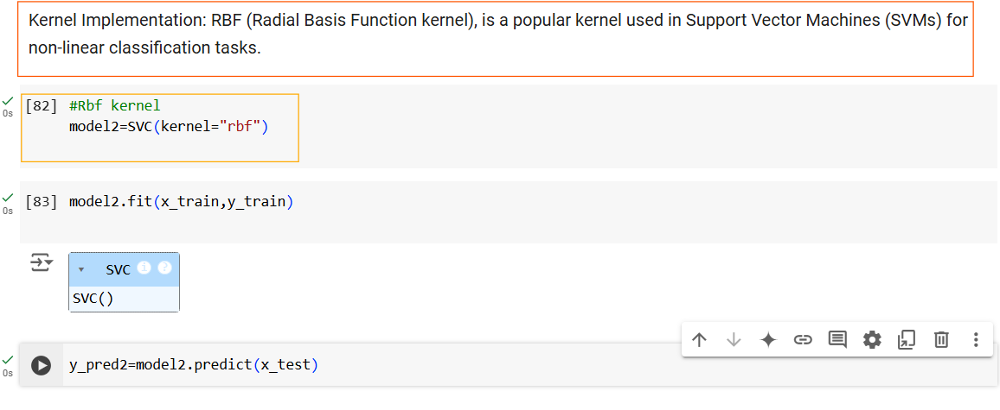 Kernel Implementation: RBF (Radial Basis Function kernel), is a popular kernel used in Support Vector Machines (SVMs) for
non-linear classification tasks.
[82] #Rbf kernel
0s
model2=SVC(kernel="rbf")
[83] model2.fit(x_train,y_train)
0s
SVC i ?
SVC()
y_pred2=model2.predict(x_test)
0s